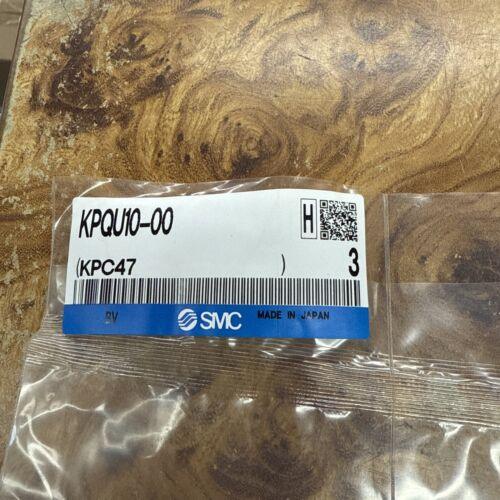 KPQU10-00
H
(KPC47 )
3
BV
SMC
MADE IN JAPAN